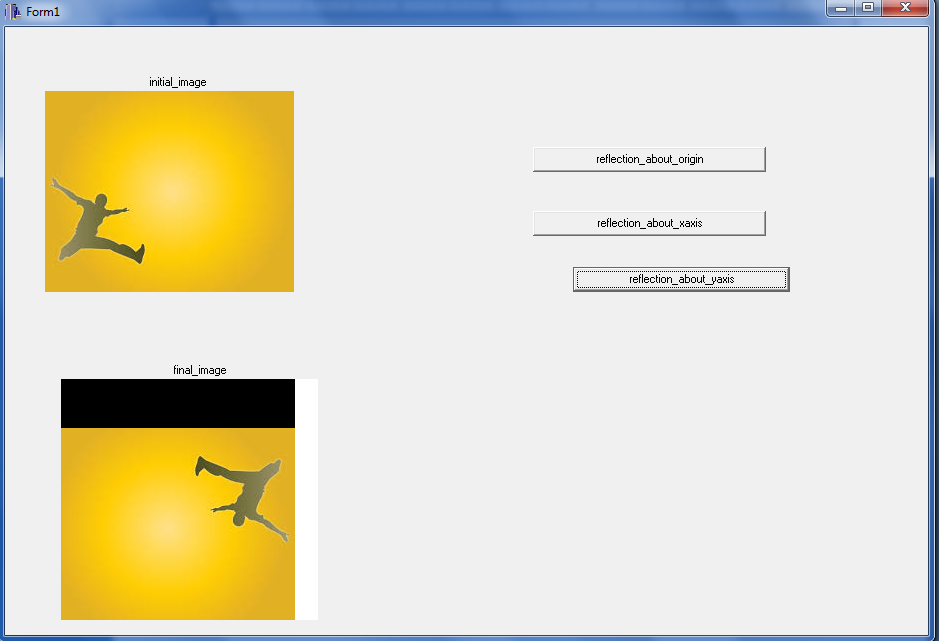 Form1
initial_image
reflection_about_origin
reflection_about_xaxis
reflection_about_yaxis
final_image